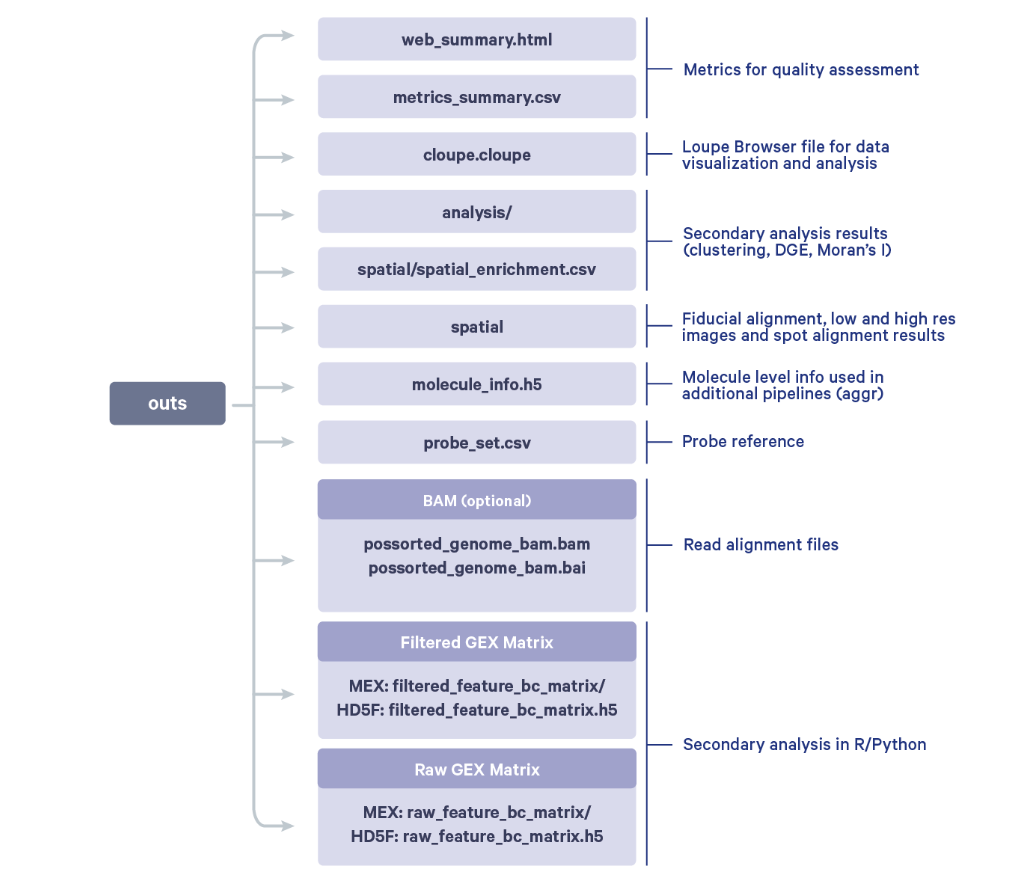 web_summary.html
metrics_summary.csv
Metrics for quality assessment
cloupe.cloupe
Loupe Browser file for data
visualization and analysis
analysis/
spatial/spatial_enrichment.csv
Secondary analysis results
(clustering, DGE, Moran's I)
spatial
Fiducial alignment, low and high res
images and spot alignment results
outs
molecule_info.h5
Molecule level info used in
additional pipelines (aggr)
probe_set.csv
Probe reference
BAM (optional)
possorted_genome_bam.bam
possorted_genome_bam.bai
Read alignment files
Filtered GEX Matrix
MEX: filtered_feature_bc_matrix/
HD5F: filtered_feature_bc_matrix.h5
Raw GEX Matrix
MEX: raw_feature_bc_matrix/
HD5F: raw_feature_bc_matrix.h5
Secondary analysis in R/Python